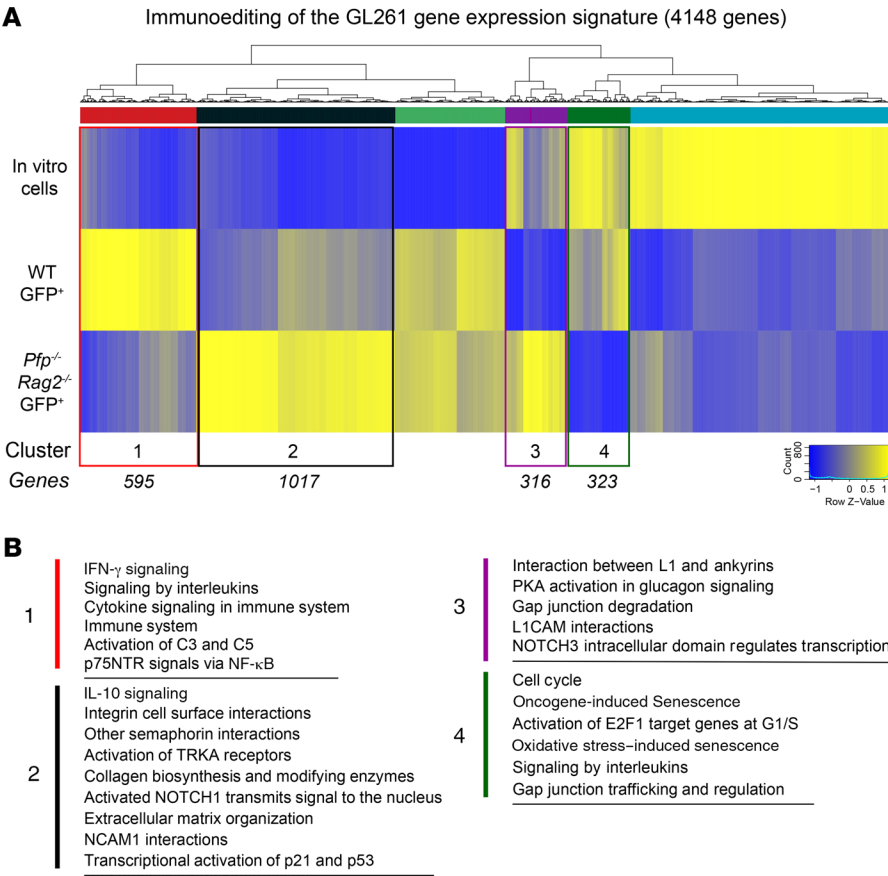 A
Immunoediting of the GL261 gene expression signature (4148 genes)
In vitro
cells
WT
GFP⁺
Pfp⁻/⁻
Rag2⁻/⁻
GFP⁺
Cluster 1 2 3 4
Genes 595 1017 316 323
Count
0 800
−1 0 0.5 1
Row Z−Value
B
1
IFN-γ signaling
Signaling by interleukins
Cytokine signaling in immune system
Immune system
Activation of C3 and C5
p75NTR signals via NF-κB
2
IL-10 signaling
Integrin cell surface interactions
Other semaphorin interactions
Activation of TRKA receptors
Collagen biosynthesis and modifying enzymes
Activated NOTCH1 transmits signal to the nucleus
Extracellular matrix organization
NCAM1 interactions
Transcriptional activation of p21 and p53
3
Interaction between L1 and ankyrins
PKA activation in glucagon signaling
Gap junction degradation
L1CAM interactions
NOTCH3 intracellular domain regulates transcription
4
Cell cycle
Oncogene-induced Senescence
Activation of E2F1 target genes at G1/S
Oxidative stress–induced senescence
Signaling by interleukins
Gap junction trafficking and regulation